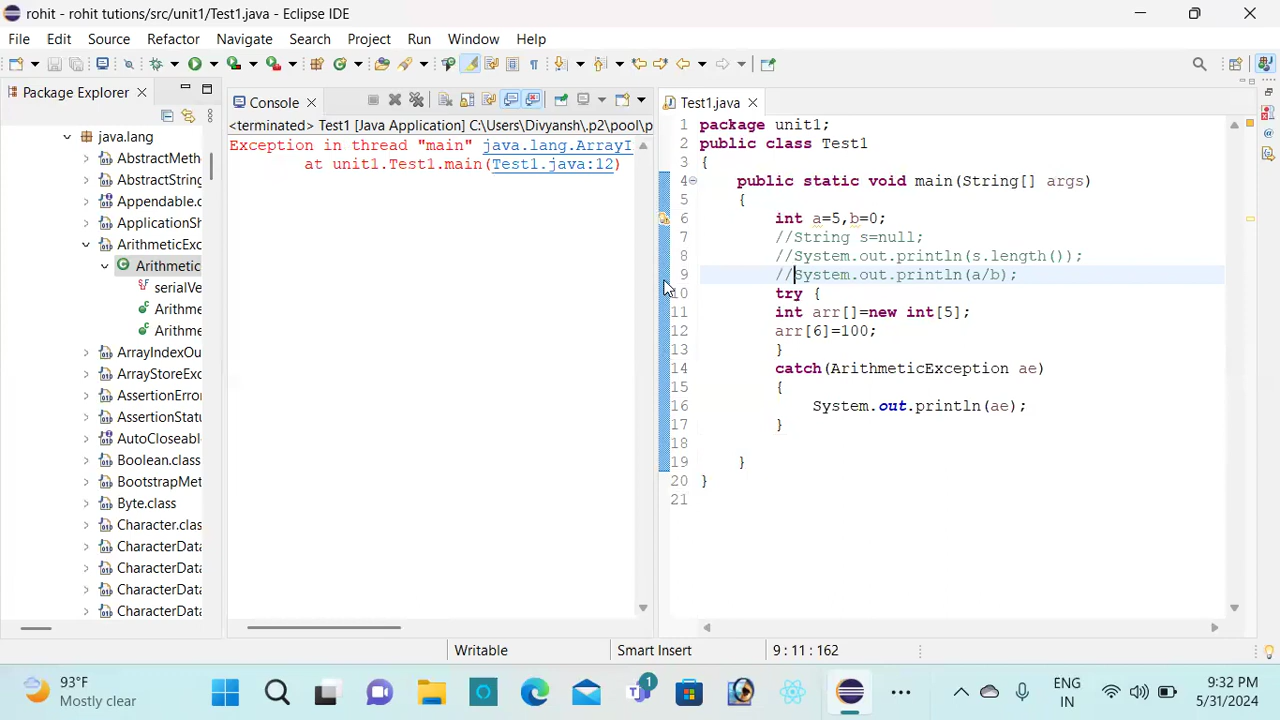 rohit - rohit tutions/src/unit1/Test1.java - Eclipse IDE
File Edit Source Refactor Navigate Search Project Run Window Help
Package Explorer
java.lang
AbstractMeth
AbstractString
Appendable.c
ApplicationSh
ArithmeticExc
Arithmetic
serialVe
Arithme
Arithme
ArrayIndexOu
ArrayStoreExc
AssertionError
AssertionStatu
AutoCloseabl
Boolean.class
BootstrapMet
Byte.class
Character.clas
CharacterData
CharacterData
CharacterData
CharacterData
Console
<terminated> Test1 [Java Application] C:\Users\Divyansh\.p2\pool\p
Exception in thread "main" java.lang.ArrayI
at unit1.Test1.main(Test1.java:12)
Test1.java
1 package unit1;
2 public class Test1
3 {
4 public static void main(String[] args)
5 {
6 int a=5,b=0;
7 //String s=null;
8 //System.out.println(s.length());
9 //System.out.println(a/b);
10 try {
11 int arr[]=new int[5];
12 arr[6]=100;
13 }
14 catch(ArithmeticException ae)
15 {
16 System.out.println(ae);
17 }
18
19 }
20 }
21
Writable Smart Insert 9 : 11 : 162
93°F
Mostly clear
1
ENG
IN
9:32 PM
5/31/2024